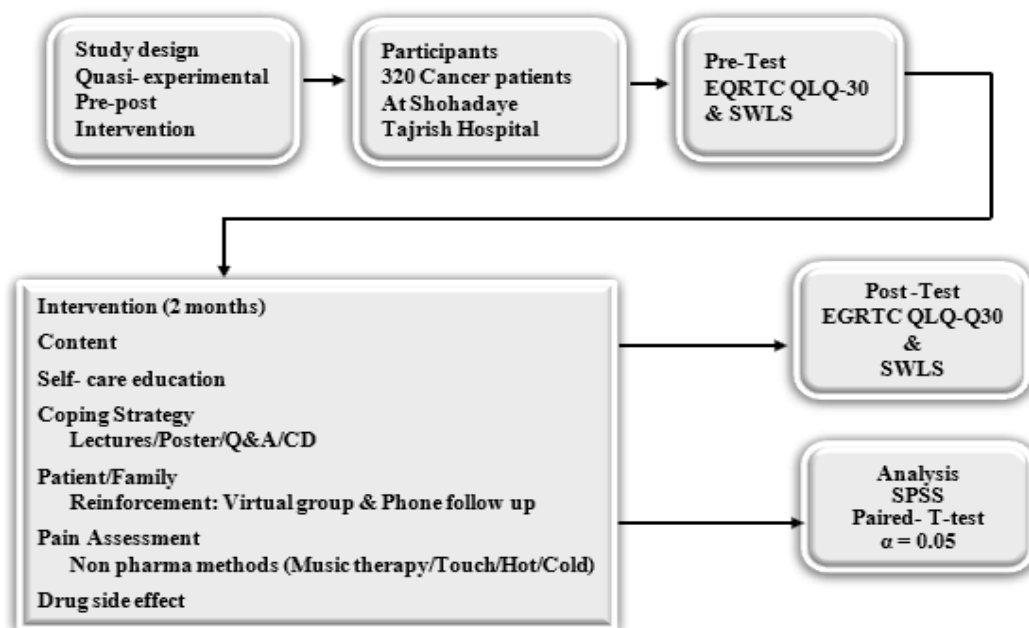 Study design
Quasi- experimental
Pre-post
Intervention
Participants
320 Cancer patients
At Shohadaye
Tajrish Hospital
Pre-Test
EQRTC QLQ-30
& SWLS
Intervention (2 months)
Content
Self- care education
Coping Strategy
Lectures/Poster/Q&A/CD
Patient/Family
Reinforcement: Virtual group & Phone follow up
Pain Assessment
Non pharma methods (Music therapy/Touch/Hot/Cold)
Drug side effect
Post -Test
EGRTC QLQ-Q30
&
SWLS
Analysis
SPSS
Paired- T-test
α = 0.05